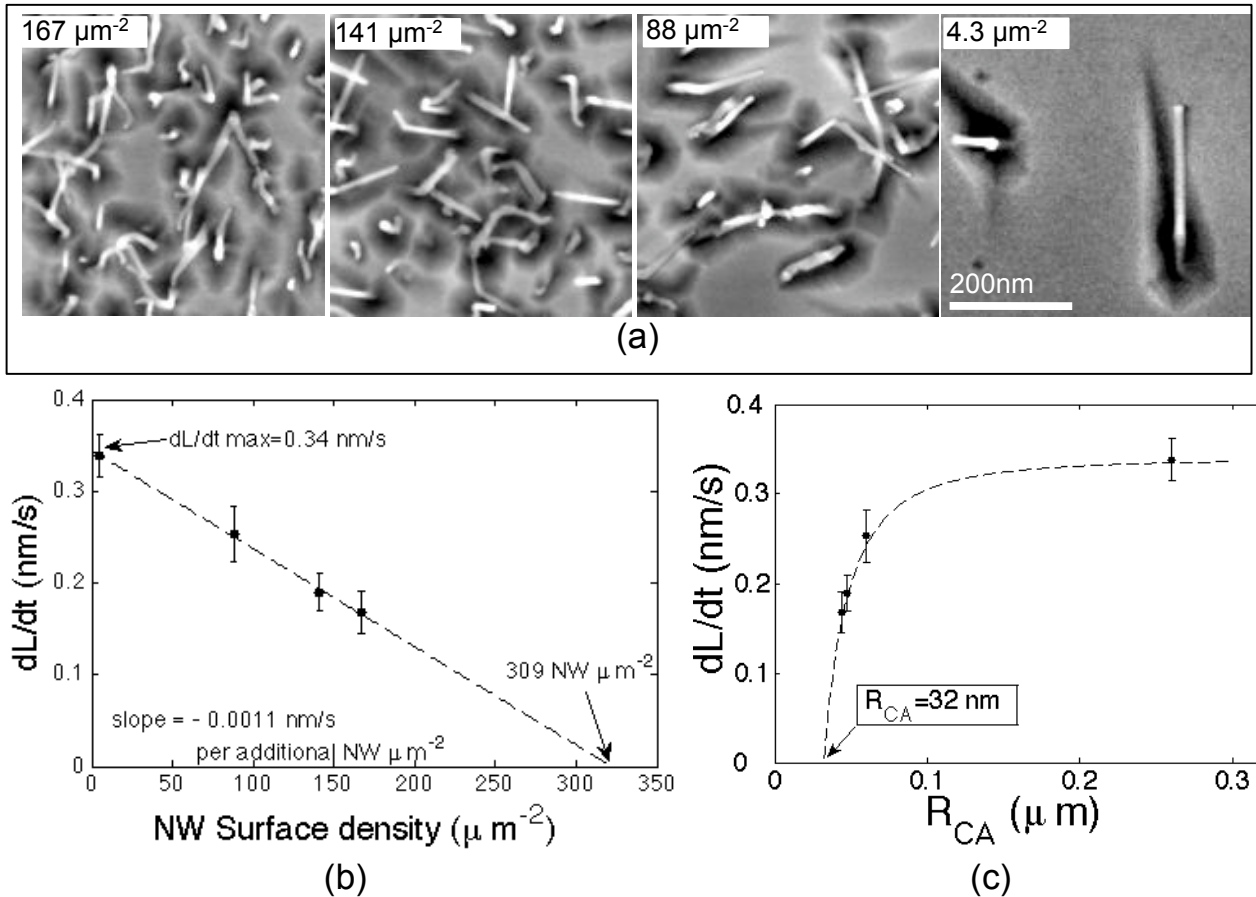 167 µm⁻²
141 µm⁻²
88 µm⁻²
4.3 µm⁻²
200nm
(a)
0.4
0.3
0.2
0.1
0
dL/dt (nm/s)
dL/dt max=0.34 nm/s
309 NW µ m⁻²
slope = - 0.0011 nm/s
per additional NW µ m⁻²
0 50 100 150 200 250 300 350
NW Surface density (µ m⁻²)
(b)
0.4
0.3
0.2
0.1
0
dL/dt (nm/s)
R_CA=32 nm
0 0.1 0.2 0.3
R_CA (µ m)
(c)